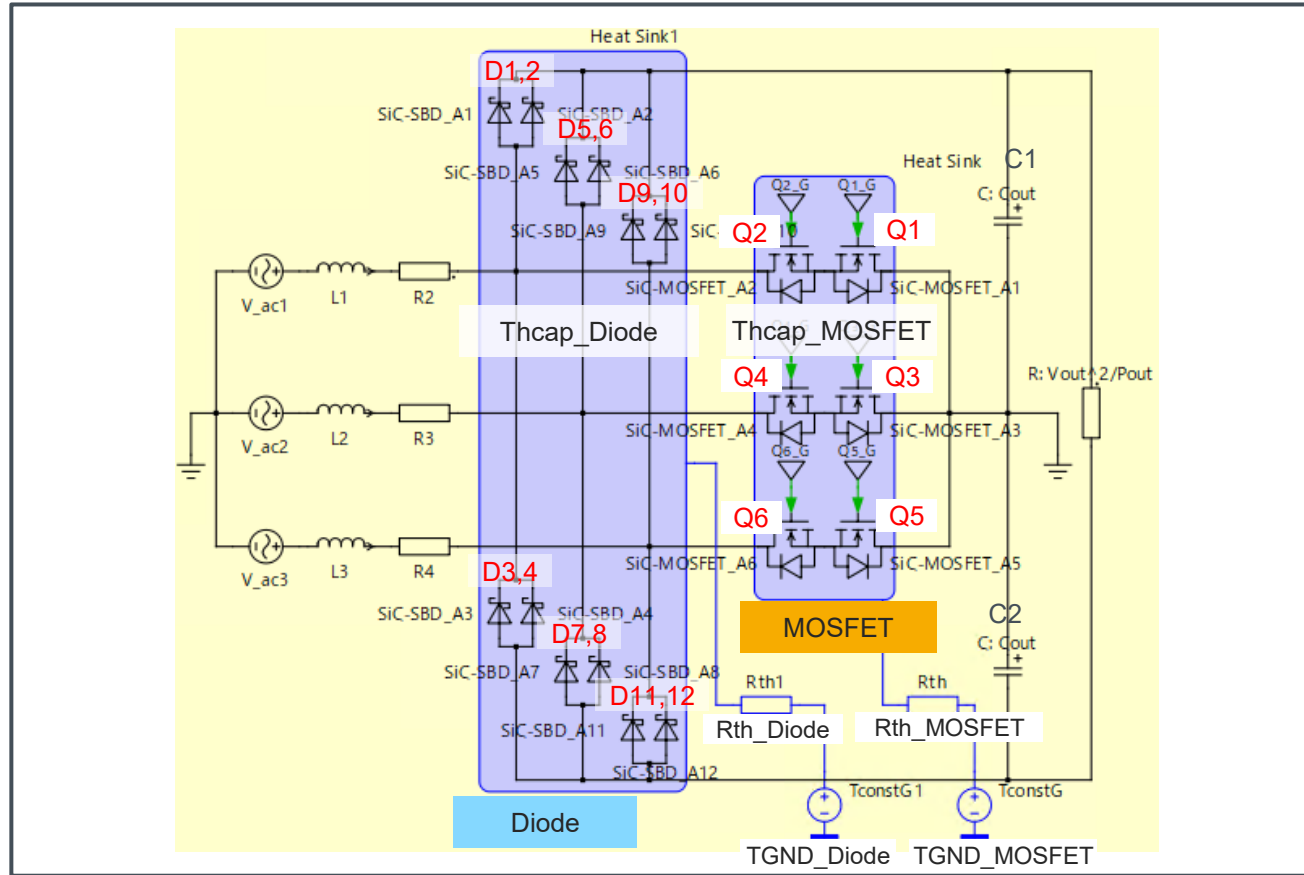 Heat Sink1
D1,2
SiC-SBD_A1
SiC-SBD_A2
D5,6
SiC-SBD_A5
SiC-SBD_A6
D9,10
SiC-SBD_A9
Heat Sink
C1
C: Cout
+
Q2_G
Q1_G
Q2
Q1
V_ac1
L1
R2
SiC-MOSFET_A2
SiC-MOSFET_A1
Thcap_Diode
Thcap_MOSFET
Q4
Q3
R: Vout^2/Pout
V_ac2
L2
R3
SiC-MOSFET_A4
SiC-MOSFET_A3
Q6_G
Q5_G
Q6
Q5
V_ac3
L3
R4
SiC-MOSFET_A6
SiC-MOSFET_A5
D3,4
SiC-SBD_A3
SiC-SBD_A4
D7,8
SiC-SBD_A7
SiC-SBD_A8
D11,12
SiC-SBD_A11
SiC-SBD_A12
MOSFET
C2
C: Cout
+
Rth1
Rth
Rth_Diode
Rth_MOSFET
TconstG1
TconstG
Diode
TGND_Diode
TGND_MOSFET